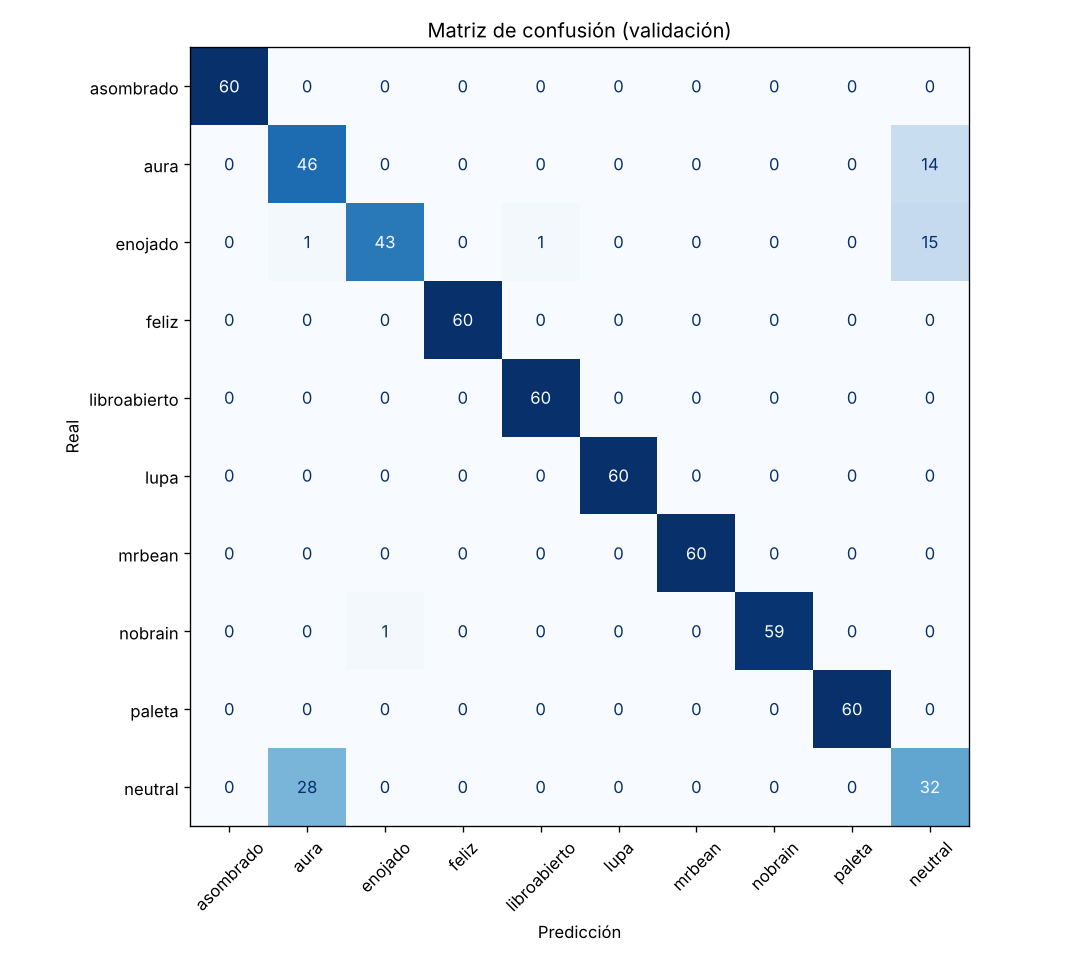 Matriz de confusión (validación)
asombrado 60 0 0 0 0 0 0 0 0 0
aura 0 46 0 0 0 0 0 0 0 14
enojado 0 1 43 0 1 0 0 0 0 15
feliz 0 0 0 60 0 0 0 0 0 0
libroabierto 0 0 0 0 60 0 0 0 0 0
Real
lupa 0 0 0 0 0 60 0 0 0 0
mrbean 0 0 0 0 0 0 60 0 0 0
nobrain 0 0 1 0 0 0 0 59 0 0
paleta 0 0 0 0 0 0 0 0 60 0
neutral 0 28 0 0 0 0 0 0 0 32
asombrado aura enojado feliz libroabierto lupa mrbean nobrain paleta neutral
Predicción